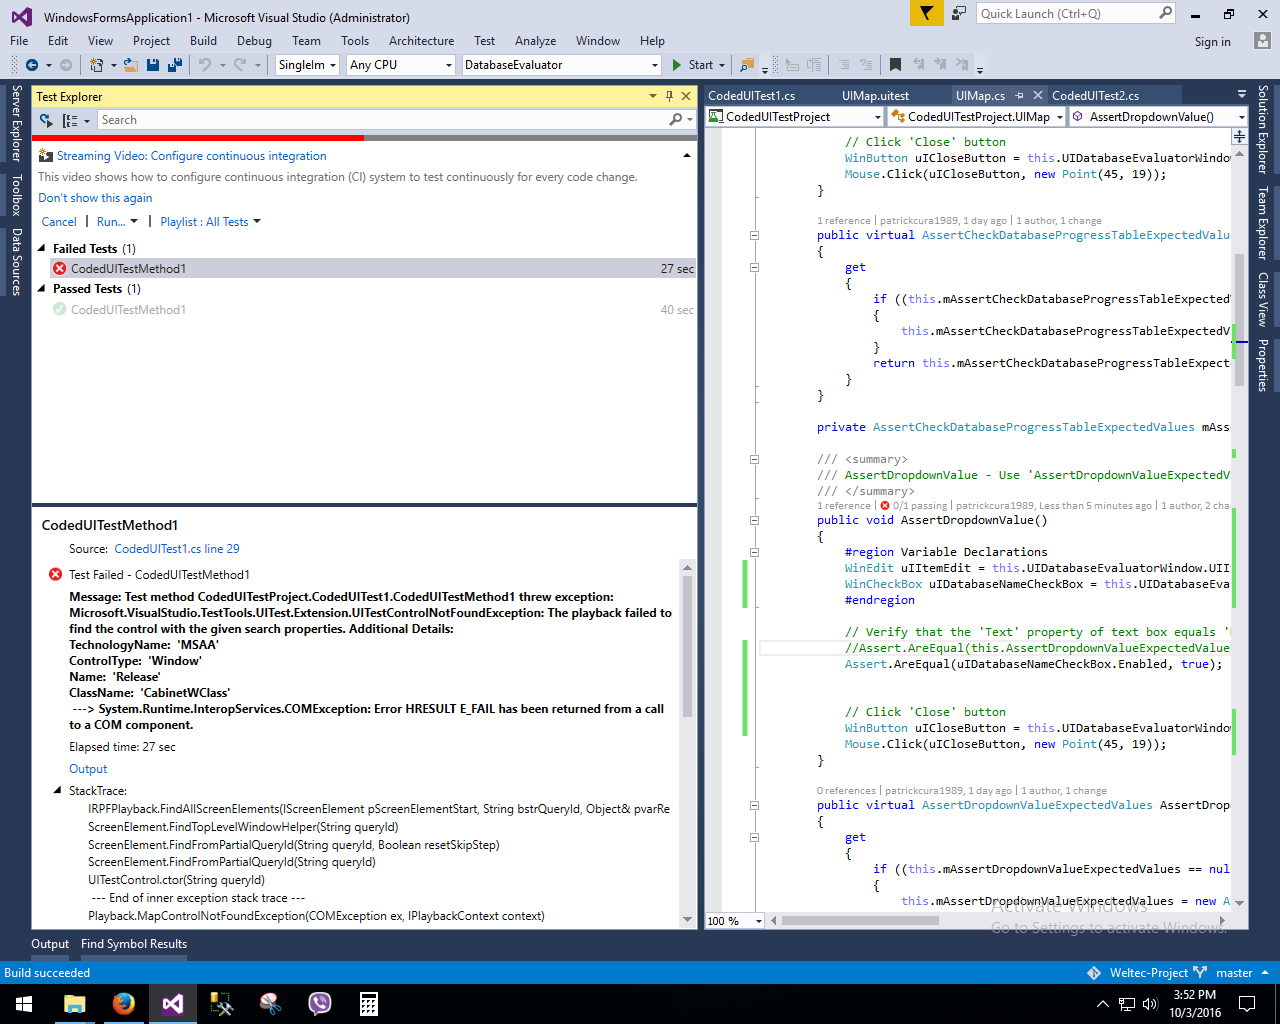 WindowsFormsApplication1 - Microsoft Visual Studio (Administrator)
Quick Launch (Ctrl+Q)
File Edit View Project Build Debug Team Tools Architecture Test Analyze Window Help
Sign in
SingleIm Any CPU DatabaseEvaluator Start
Server Explorer
Toolbox
Data Sources
Test Explorer
Search
Streaming Video: Configure continuous integration
This video shows how to configure continuous integration (CI) system to test continuously for every code change.
Don't show this again
Cancel | Run... | Playlist : All Tests
Failed Tests (1)
CodedUITestMethod1 27 sec
Passed Tests (1)
CodedUITestMethod1 40 sec
CodedUITestMethod1
Source: CodedUITest1.cs line 29
Test Failed - CodedUITestMethod1
Message: Test method CodedUITestProject.CodedUITest1.CodedUITestMethod1 threw exception:
Microsoft.VisualStudio.TestTools.UITest.Extension.UITestControlNotFoundException: The playback failed to
find the control with the given search properties. Additional Details:
TechnologyName: 'MSAA'
ControlType: 'Window'
Name: 'Release'
ClassName: 'CabinetWClass'
---> System.Runtime.InteropServices.COMException: Error HRESULT E_FAIL has been returned from a call
to a COM component.
Elapsed time: 27 sec
Output
StackTrace:
IRPFPlayback.FindAllScreenElements(IScreenElement pScreenElementStart, String bstrQueryId, Object& pvarRe
ScreenElement.FindTopLevelWindowHelper(String queryId)
ScreenElement.FindFromPartialQueryId(String queryId, Boolean resetSkipStep)
ScreenElement.FindFromPartialQueryId(String queryId)
UITestControl.ctor(String queryId)
--- End of inner exception stack trace ---
Playback.MapControlNotFoundException(COMException ex, IPlaybackContext context)
CodedUITest1.cs UIMap.uitest UIMap.cs CodedUITest2.cs
CodedUITestProject CodedUITestProject.UIMap AssertDropdownValue()
// Click 'Close' button
WinButton uICloseButton = this.UIDatabaseEvaluatorWindow
Mouse.Click(uICloseButton, new Point(45, 19));
}
1 reference | patrickcura1989, 1 day ago | 1 author, 1 change
public virtual AssertCheckDatabaseProgressTableExpectedValu
{
get
{
if ((this.mAssertCheckDatabaseProgressTableExpectedV
{
this.mAssertCheckDatabaseProgressTableExpectedV
}
return this.mAssertCheckDatabaseProgressTableExpecte
}
}
private AssertCheckDatabaseProgressTableExpectedValues mAsse
/// <summary>
/// AssertDropdownValue - Use 'AssertDropdownValueExpectedV
/// </summary>
1 reference | 0/1 passing | patrickcura1989, Less than 5 minutes ago | 1 author, 2 cha
public void AssertDropdownValue()
{
#region Variable Declarations
WinEdit uIItemEdit = this.UIDatabaseEvaluatorWindow.UIIt
WinCheckBox uIDatabaseNameCheckBox = this.UIDatabaseEval
#endregion
// Verify that the 'Text' property of text box equals '
//Assert.AreEqual(this.AssertDropdownValueExpectedValue
Assert.AreEqual(uIDatabaseNameCheckBox.Enabled, true);
// Click 'Close' button
WinButton uICloseButton = this.UIDatabaseEvaluatorWindow
Mouse.Click(uICloseButton, new Point(45, 19));
}
0 references | patrickcura1989, 1 day ago | 1 author, 1 change
public virtual AssertDropdownValueExpectedValues AssertDrop
{
get
{
if ((this.mAssertDropdownValueExpectedValues == nul
{
this.mAssertDropdownValueExpectedValues = new A
100 %
Activate Windows
Go to Settings to activate Windows.
Solution Explorer
Team Explorer
Class View
Properties
Output Find Symbol Results
Build succeeded
Weltec-Project master
3:52 PM
10/3/2016